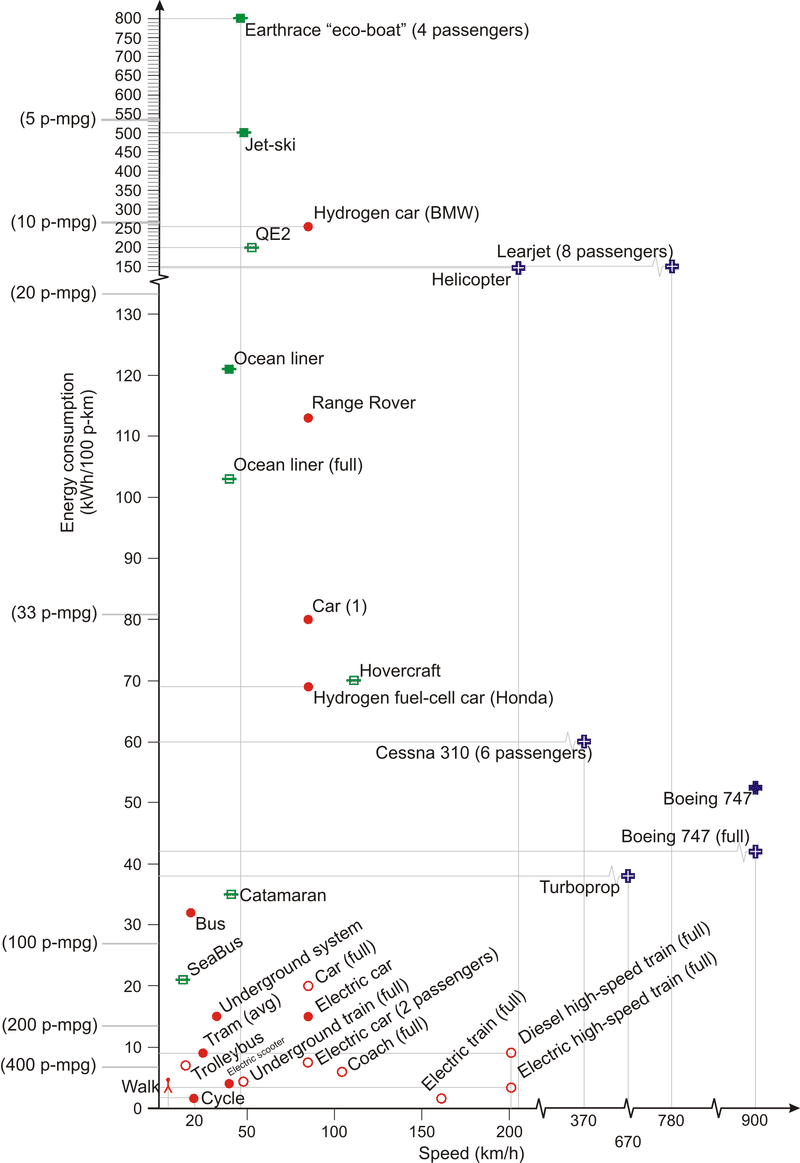 800
Earthrace “eco-boat” (4 passengers)
750
700
650
600
550
(5 p-mpg)
500
Jet-ski
450
400
350
300
Hydrogen car (BMW)
(10 p-mpg)
250
QE2
200
Learjet (8 passengers)
150
Helicopter
(20 p-mpg)
130
Ocean liner
120
Range Rover
110
Ocean liner (full)
100
Energy consumption
(kWh/100 p-km)
90
Car (1)
(33 p-mpg)
80
Hovercraft
70
Hydrogen fuel-cell car (Honda)
60
Cessna 310 (6 passengers)
50
Boeing 747
Boeing 747 (full)
40
Turboprop
Catamaran
Bus
30
(100 p-mpg)
SeaBus
20
Underground system
Car (full)
Electric car
Tram (avg)
(200 p-mpg)
Trolleybus
Electric scooter
Underground train (full)
Electric car (2 passengers)
Coach (full)
Electric train (full)
Diesel high-speed train (full)
Electric high-speed train (full)
10
(400 p-mpg)
Walk
Cycle
0
20
50
100
150
200
370
670
780
900
Speed (km/h)